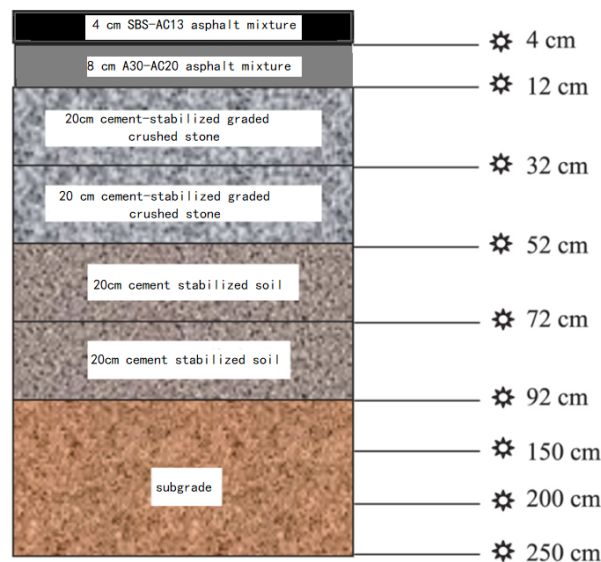 4 cm SBS-AC13 asphalt mixture
4 cm
8 cm A30-AC20 asphalt mixture
12 cm
20cm cement-stabilized graded
crushed stone
32 cm
20 cm cement-stabilized graded
crushed stone
52 cm
20cm cement stabilized soil
72 cm
20cm cement stabilized soil
92 cm
150 cm
subgrade
200 cm
250 cm